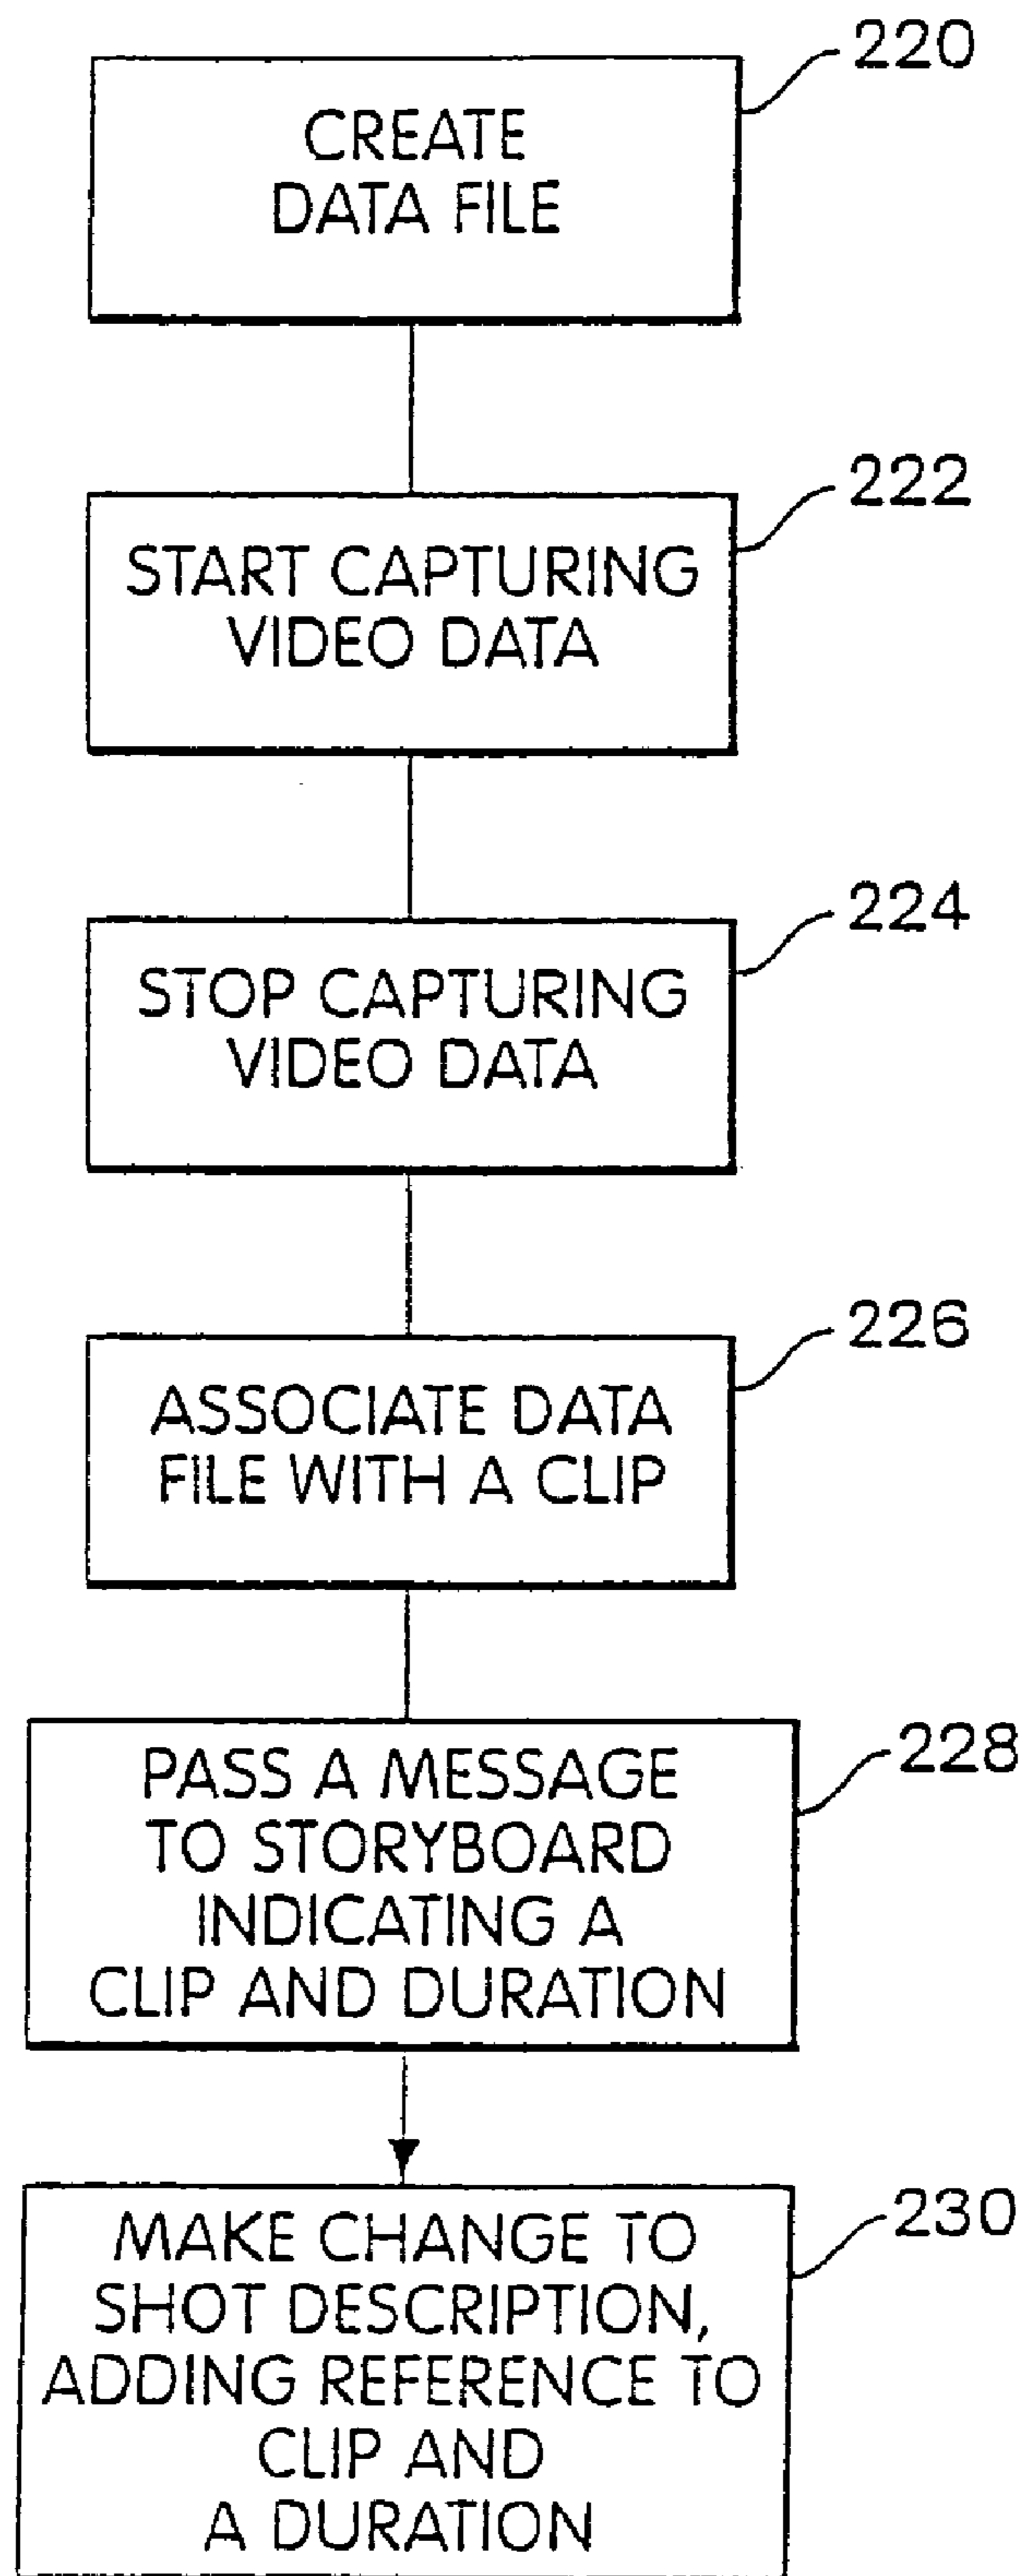 220
CREATE
DATA FILE
222
START CAPTURING
VIDEO DATA
224
STOP CAPTURING
VIDEO DATA
226
ASSOCIATE DATA
FILE WITH A CLIP
228
PASS A MESSAGE
TO STORYBOARD
INDICATING A
CLIP AND DURATION
230
MAKE CHANGE TO
SHOT DESCRIPTION,
ADDING REFERENCE TO
CLIP AND
A DURATION